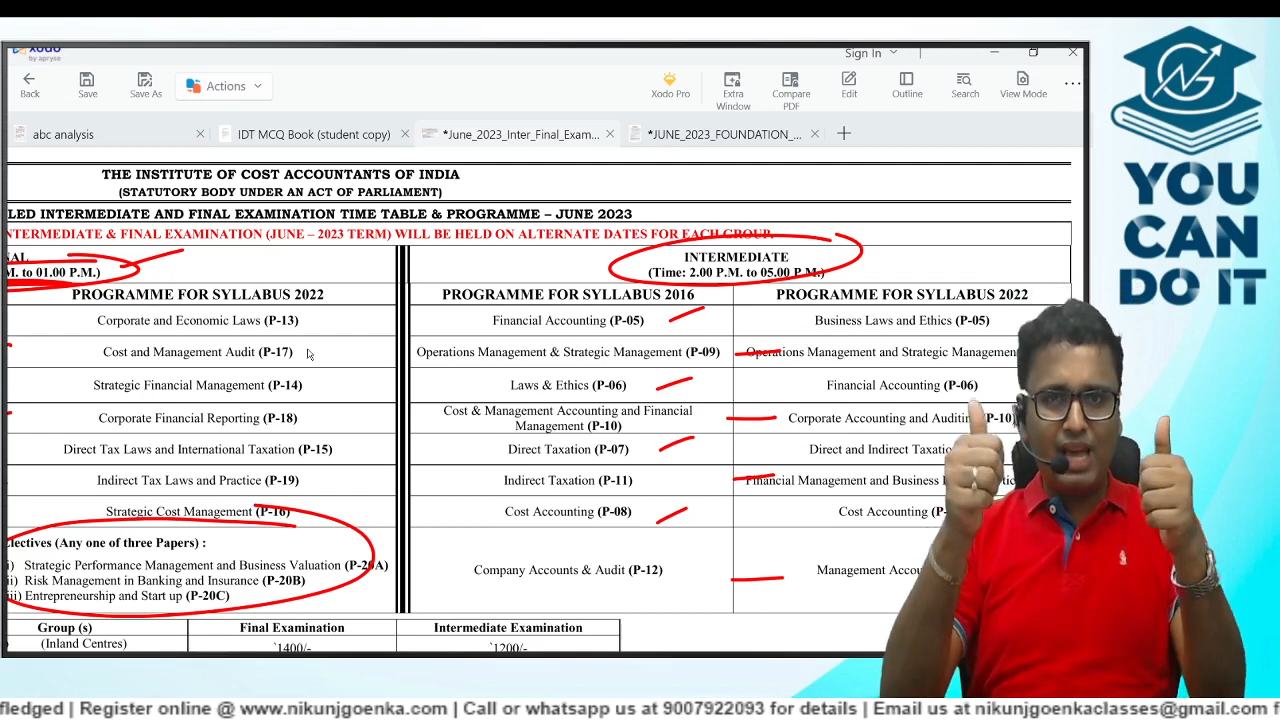 xodo
by apryse
Sign In
Back
Save
Save As
Actions
Xodo Pro
Extra Window
Compare PDF
Edit
Outline
Search
View Mode
abc analysis
IDT MCQ Book (student copy)
*June_2023_Inter_Final_Exam...
*JUNE_2023_FOUNDATION_...
THE INSTITUTE OF COST ACCOUNTANTS OF INDIA
(STATUTORY BODY UNDER AN ACT OF PARLIAMENT)
LED INTERMEDIATE AND FINAL EXAMINATION TIME TABLE & PROGRAMME – JUNE 2023
NTERMEDIATE & FINAL EXAMINATION (JUNE – 2023 TERM) WILL BE HELD ON ALTERNATE DATES FOR EACH GROUP.
NAL
M. to 01.00 P.M.)
INTERMEDIATE
(Time: 2.00 P.M. to 05.00 P.M.)
PROGRAMME FOR SYLLABUS 2022
PROGRAMME FOR SYLLABUS 2016
PROGRAMME FOR SYLLABUS 2022
Corporate and Economic Laws (P-13)
Financial Accounting (P-05)
Business Laws and Ethics (P-05)
Cost and Management Audit (P-17)
Operations Management & Strategic Management (P-09)
Operations Management and Strategic Managemen
Strategic Financial Management (P-14)
Laws & Ethics (P-06)
Financial Accounting (P-06)
Corporate Financial Reporting (P-18)
Cost & Management Accounting and Financial
Management (P-10)
Corporate Accounting and Auditin (P-10)
Direct Tax Laws and International Taxation (P-15)
Direct Taxation (P-07)
Direct and Indirect Taxatio
Indirect Tax Laws and Practice (P-19)
Indirect Taxation (P-11)
Financial Management and Business
Strategic Cost Management (P-16)
Cost Accounting (P-08)
Cost Accounting (P-
lectives (Any one of three Papers) :
i) Strategic Performance Management and Business Valuation (P-20A)
ii) Risk Management in Banking and Insurance (P-20B)
iii) Entrepreneurship and Start up (P-20C)
Company Accounts & Audit (P-12)
Management Accou
Group (s)
Final Examination
Intermediate Examination
(Inland Centres)
`1400/-
`1200/-
NG
YOU
CAN
DO IT
fledged | Register online @ www.nikunjgoenka.com | Call or whatsapp us at 9007922093 for details | Email us at nikunjgoenkaclasses@gmail.com f